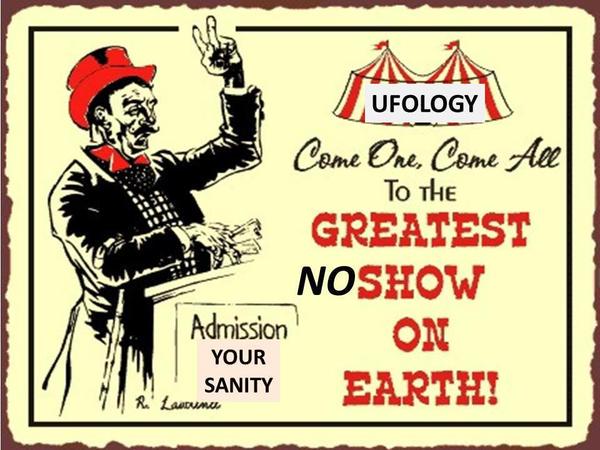 UFOLOGY
Come One, Come All
To THE
GREATEST
NOSHOW
ON
EARTH!
Admission
YOUR
SANITY
R. Lawrence